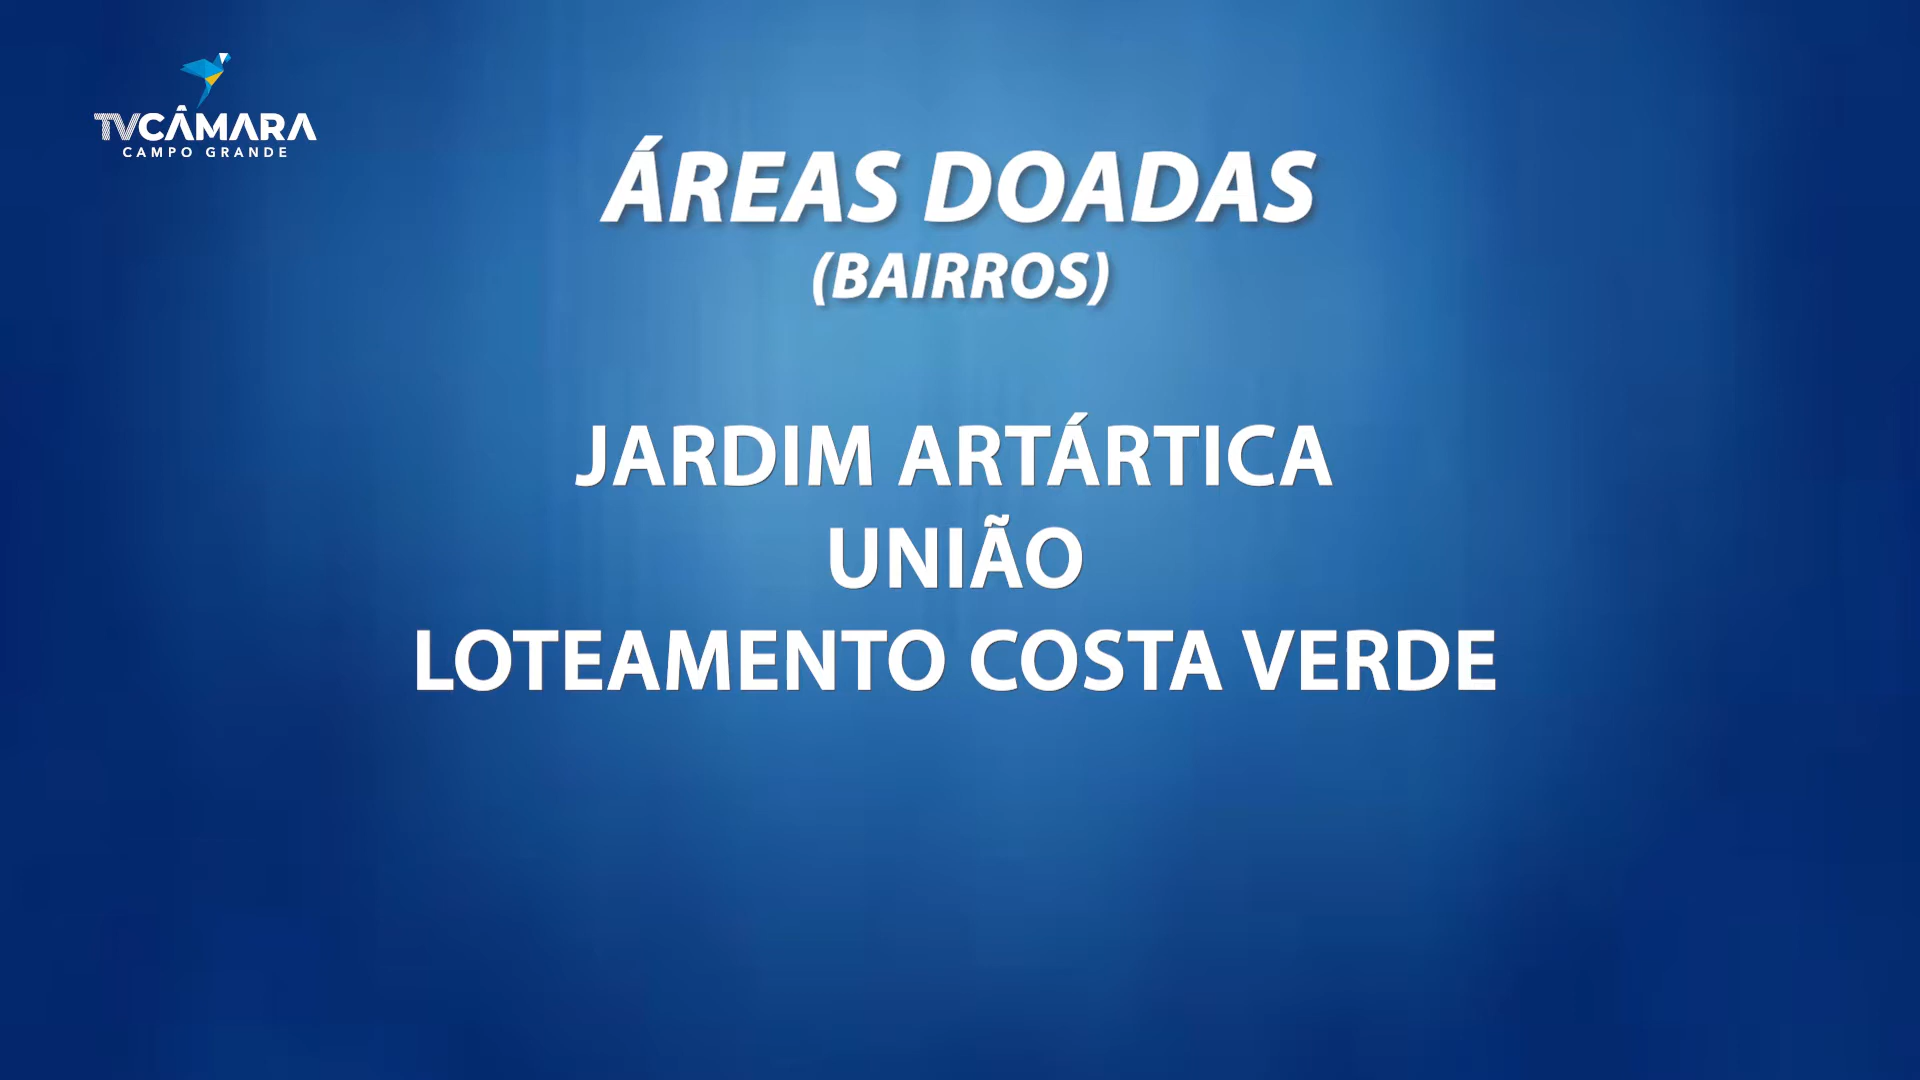 TVCÂMARA
CAMPO GRANDE
ÁREAS DOADAS
(BAIRROS)
JARDIM ARTÁRTICA
UNIÃO
LOTEAMENTO COSTA VERDE